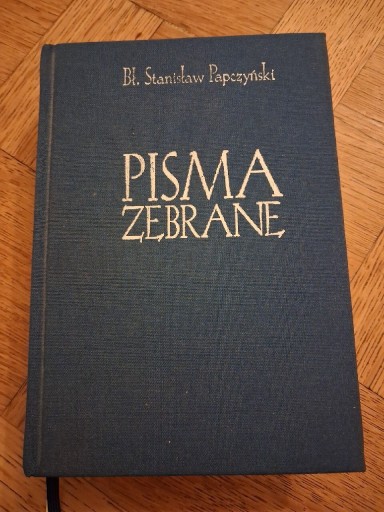 Bł. Stanisław Papczyński
PISMA
ZEBRANE